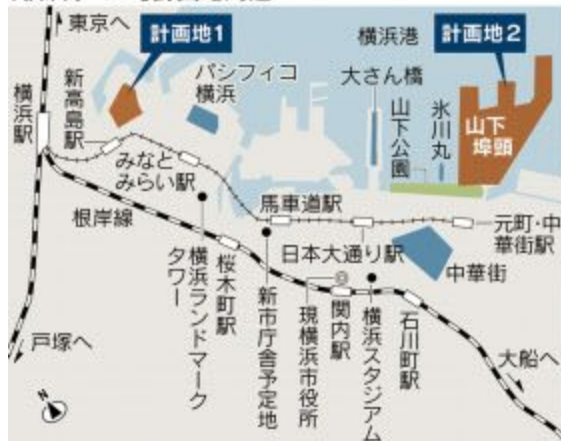 東京へ
計画地1
横浜港
計画地2
パシフィコ
横浜
大さん橋
新高島駅
横浜駅
山下公園
氷川丸
山下
埠頭
みなと
みらい駅
馬車道駅
元町・中
華街駅
根岸線
日本大通り駅
中華街
横浜ランドマーク
タワー
桜木町駅
新市庁舎予定地
現横浜市役所
関内駅
横浜スタジアム
石川町駅
戸塚へ
大船へ
N